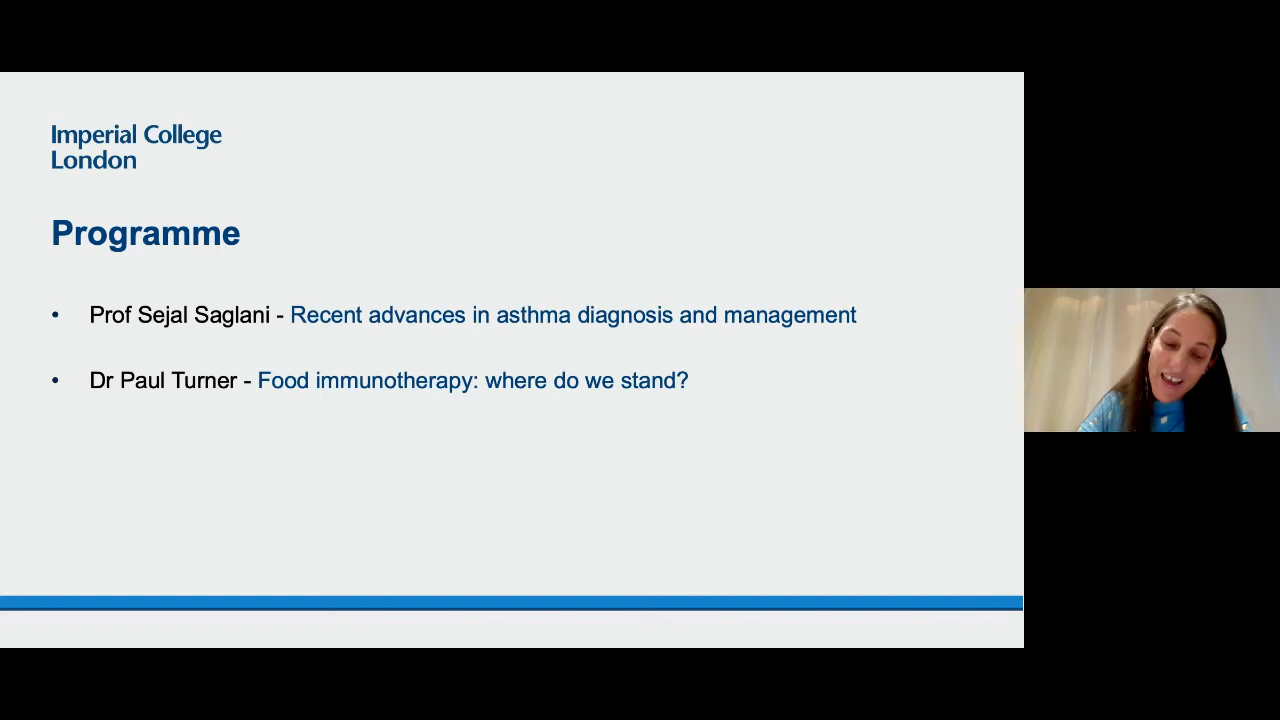 Imperial College
London
Programme
• Prof Sejal Saglani - Recent advances in asthma diagnosis and management
• Dr Paul Turner - Food immunotherapy: where do we stand?